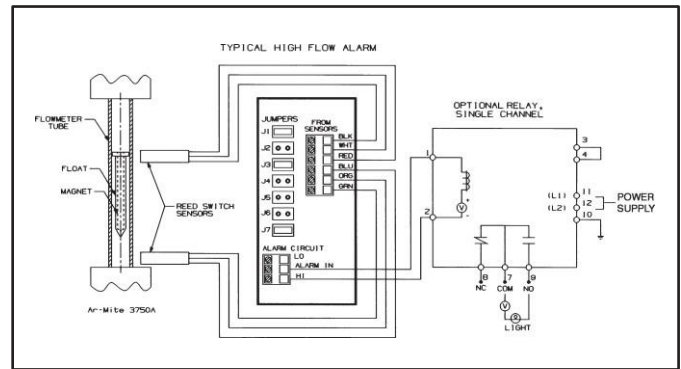 TYPICAL HIGH FLOW ALARM
FLOWMETER
TUBE
FLOAT
MAGNET
REED SWITCH
SENSORS
Ar-Mite 3750A
JUMPERS
J1
J2
J3
J4
J5
J6
J7
FROM
SENSORS
BLK
WHT
RED
BLU
ORG
GRN
ALARM CIRCUIT
LO
ALARM IN
HI
OPTIONAL RELAY,
SINGLE CHANNEL
1
2
V
+
-
3
4
(L1) 11
(L2) 12
10
POWER
SUPPLY
8 7 9
NC COM NO
V
LIGHT